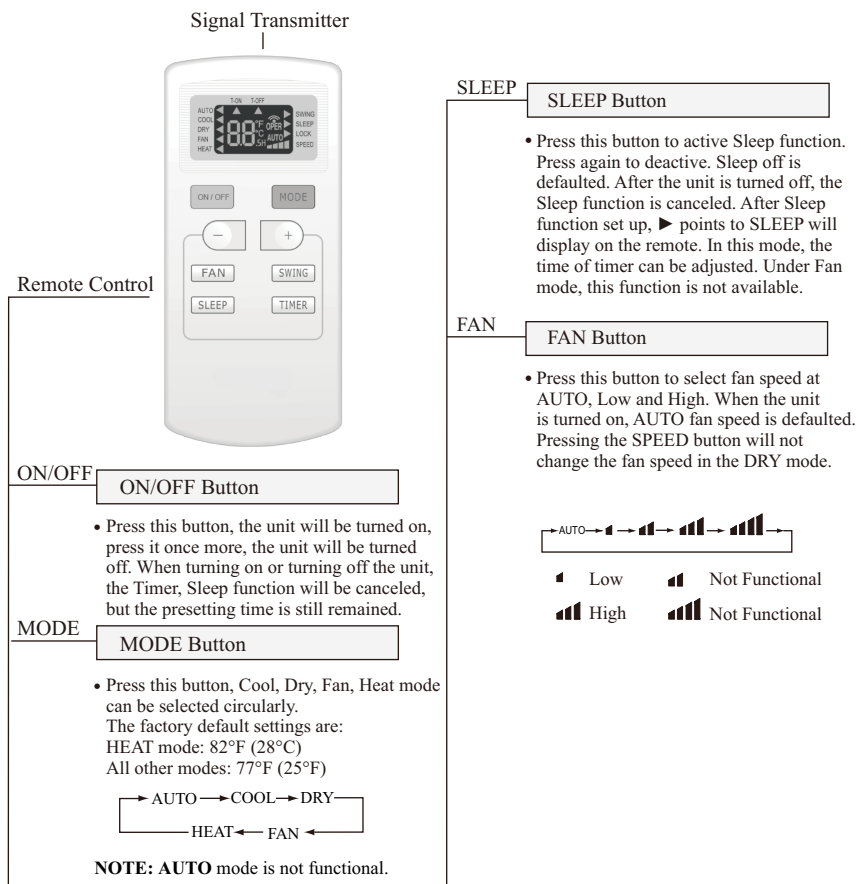 Signal Transmitter
T-ON T-OFF
AUTO
COOL
DRY
FAN
HEAT
88
°F
°C
.5H
OPER
AUTO
SWING
SLEEP
LOCK
SPEED
ON/OFF
MODE
−
+
FAN
SWING
SLEEP
TIMER
Remote Control
ON/OFF
ON/OFF Button
• Press this button, the unit will be turned on,
press it once more, the unit will be turned
off. When turning on or turning off the unit,
the Timer, Sleep function will be canceled,
but the presetting time is still remained.
MODE
MODE Button
• Press this button, Cool, Dry, Fan, Heat mode
can be selected circularly.
The factory default settings are:
HEAT mode: 82°F (28°C)
All other modes: 77°F (25°F)
AUTO COOL DRY
HEAT FAN
NOTE: AUTO mode is not functional.
SLEEP
SLEEP Button
• Press this button to active Sleep function.
Press again to deactive. Sleep off is
defaulted. After the unit is turned off, the
Sleep function is canceled. After Sleep
function set up, ▶ points to SLEEP will
display on the remote. In this mode, the
time of timer can be adjusted. Under Fan
mode, this function is not available.
FAN
FAN Button
• Press this button to select fan speed at
AUTO, Low and High. When the unit
is turned on, AUTO fan speed is defaulted.
Pressing the SPEED button will not
change the fan speed in the DRY mode.
AUTO
Low Not Functional
High Not Functional